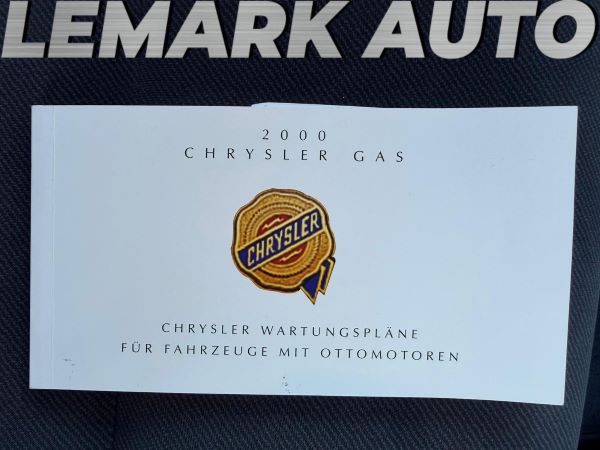 LEMARK AUTO
2000
CHRYSLER GAS
CHRYSLER
CHRYSLER WARTUNGSPLÄNE
FÜR FAHRZEUGE MIT OTTOMOTOREN